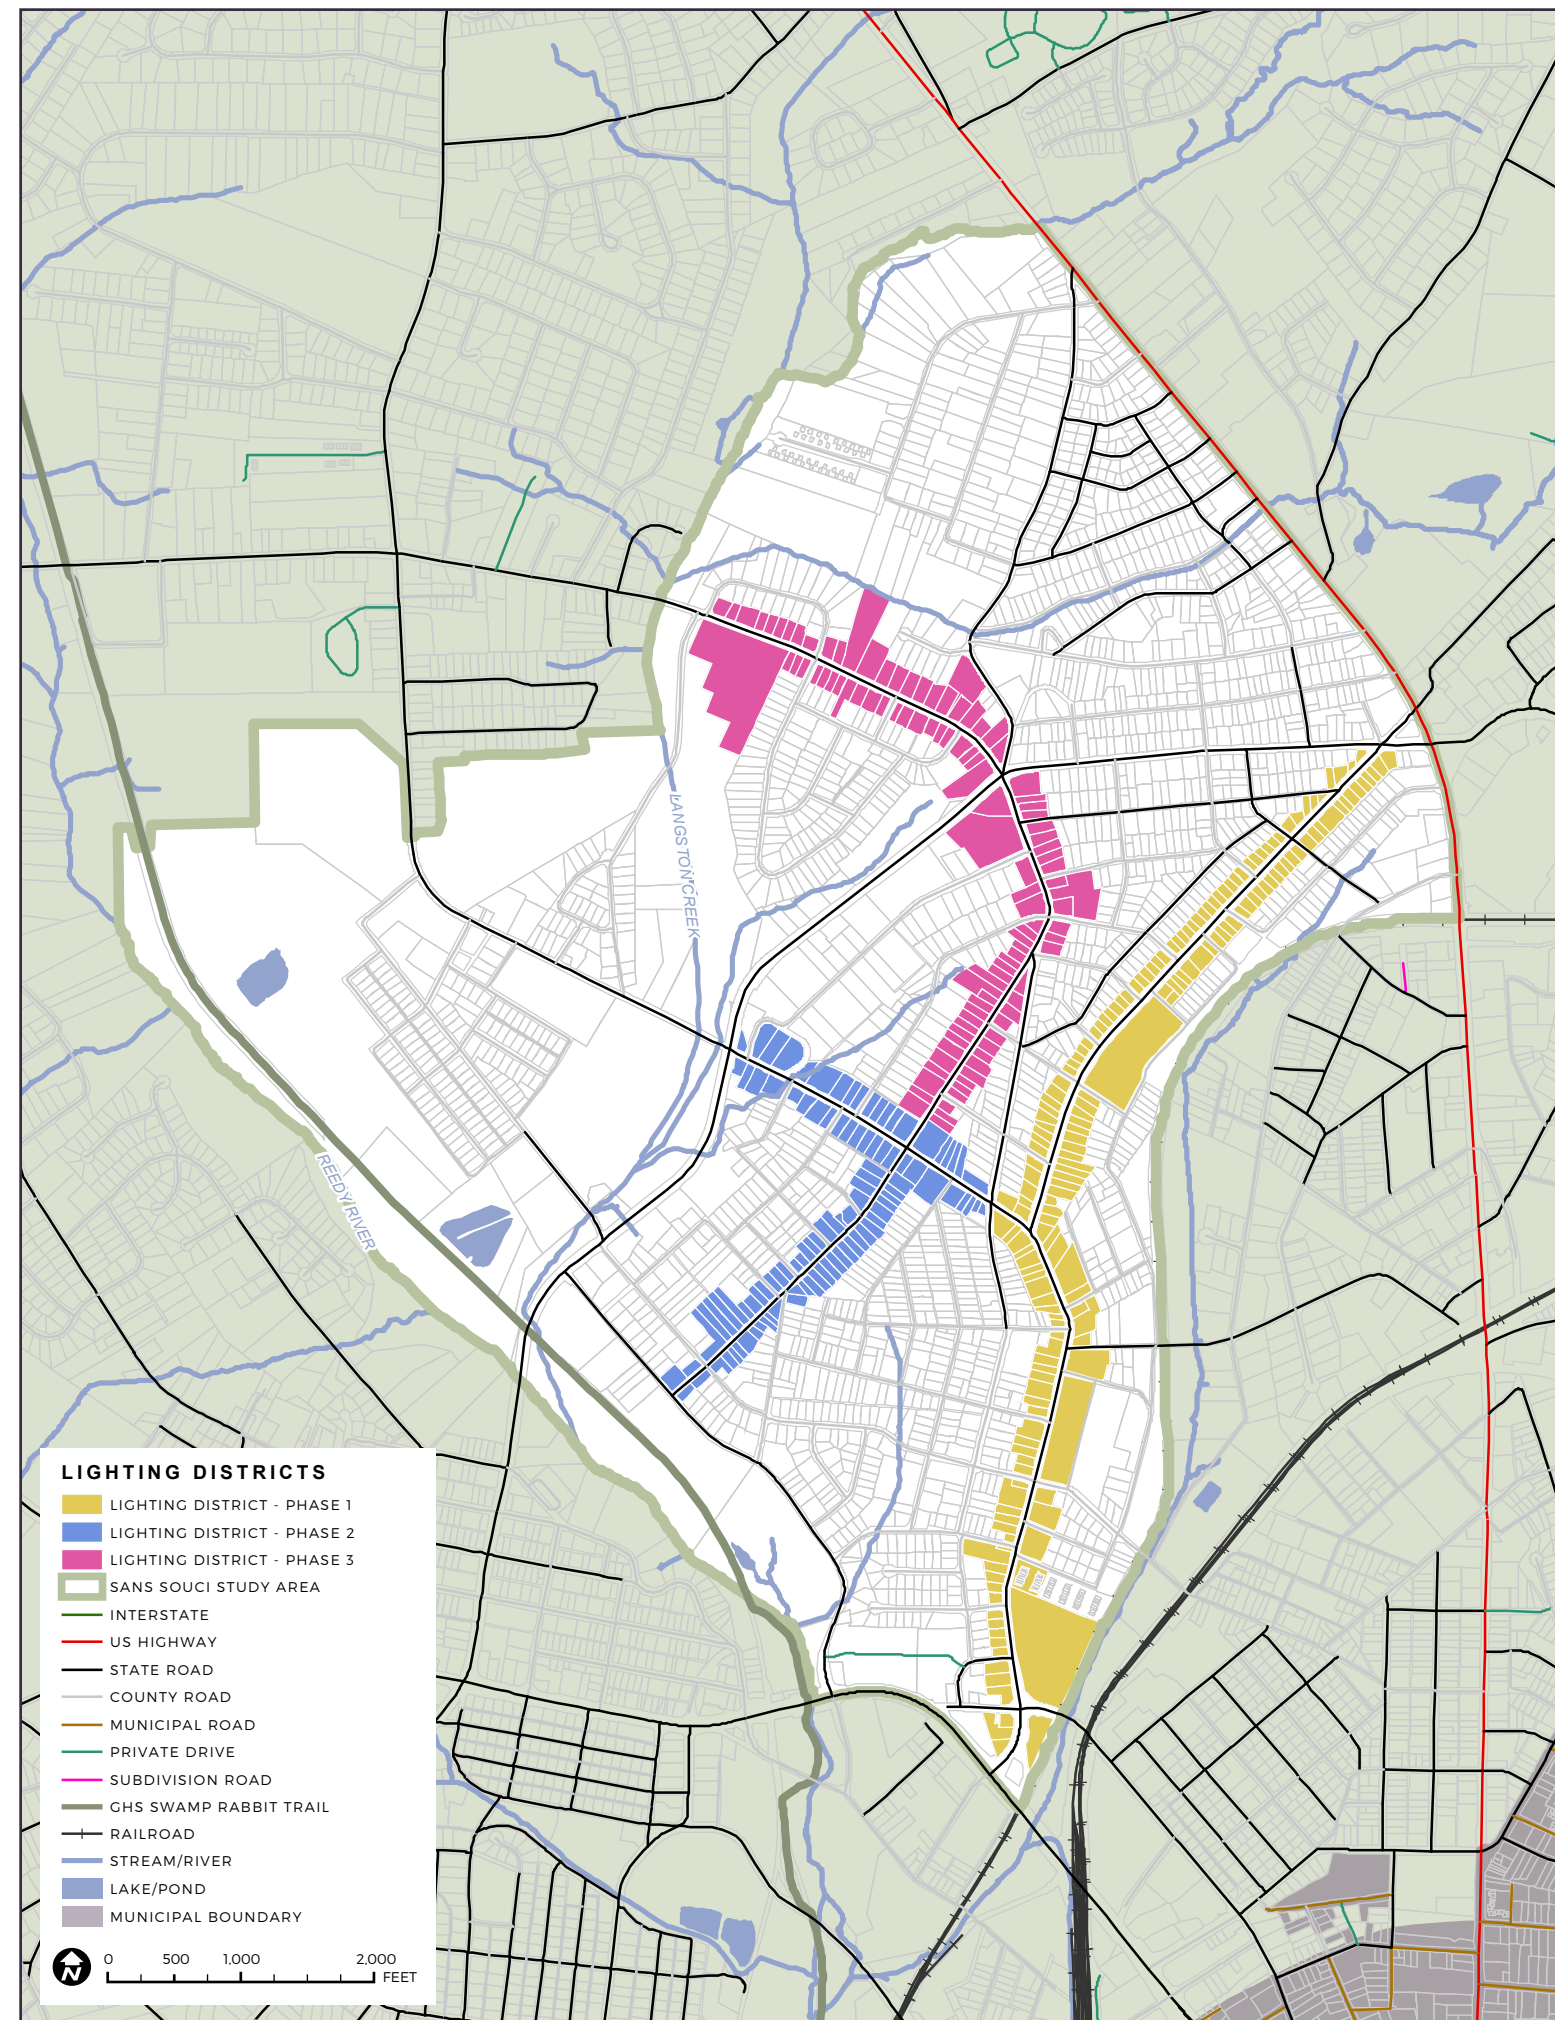 LANGSTON CREEK
REEDY RIVER
LIGHTING DISTRICTS
LIGHTING DISTRICT - PHASE 1
LIGHTING DISTRICT - PHASE 2
LIGHTING DISTRICT - PHASE 3
SANS SOUCI STUDY AREA
INTERSTATE
US HIGHWAY
STATE ROAD
COUNTY ROAD
MUNICIPAL ROAD
PRIVATE DRIVE
SUBDIVISION ROAD
GHS SWAMP RABBIT TRAIL
RAILROAD
STREAM/RIVER
LAKE/POND
MUNICIPAL BOUNDARY
N
0 500 1,000 2,000
FEET